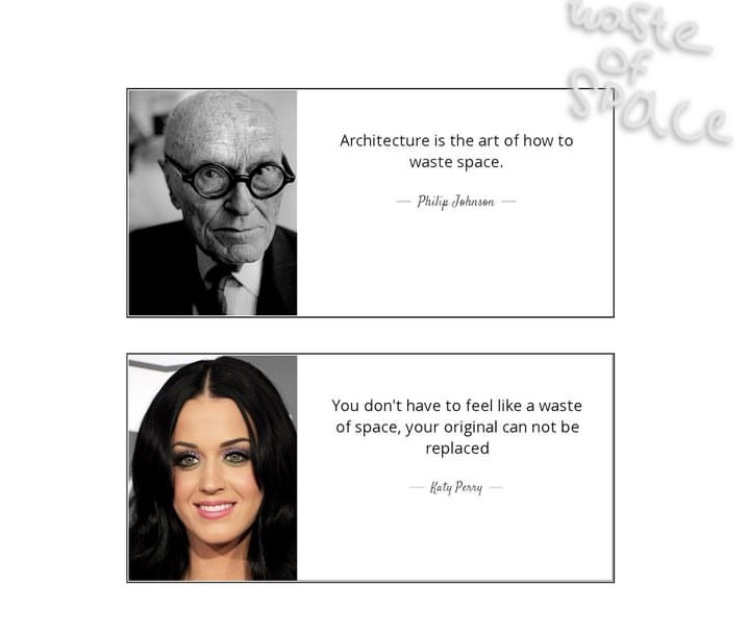 waste
of
space
Architecture is the art of how to
waste space.
— Philip Johnson —
You don't have to feel like a waste
of space, your original can not be
replaced
— Katy Perry —